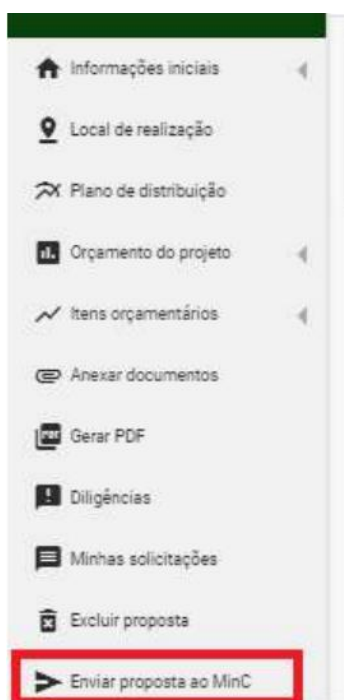 Informações iniciais
Local de realização
Plano de distribuição
Orçamento do projeto
Itens orçamentários
Anexar documentos
Gerar PDF
Diligências
Minhas solicitações
Excluir proposta
Enviar proposta ao MinC